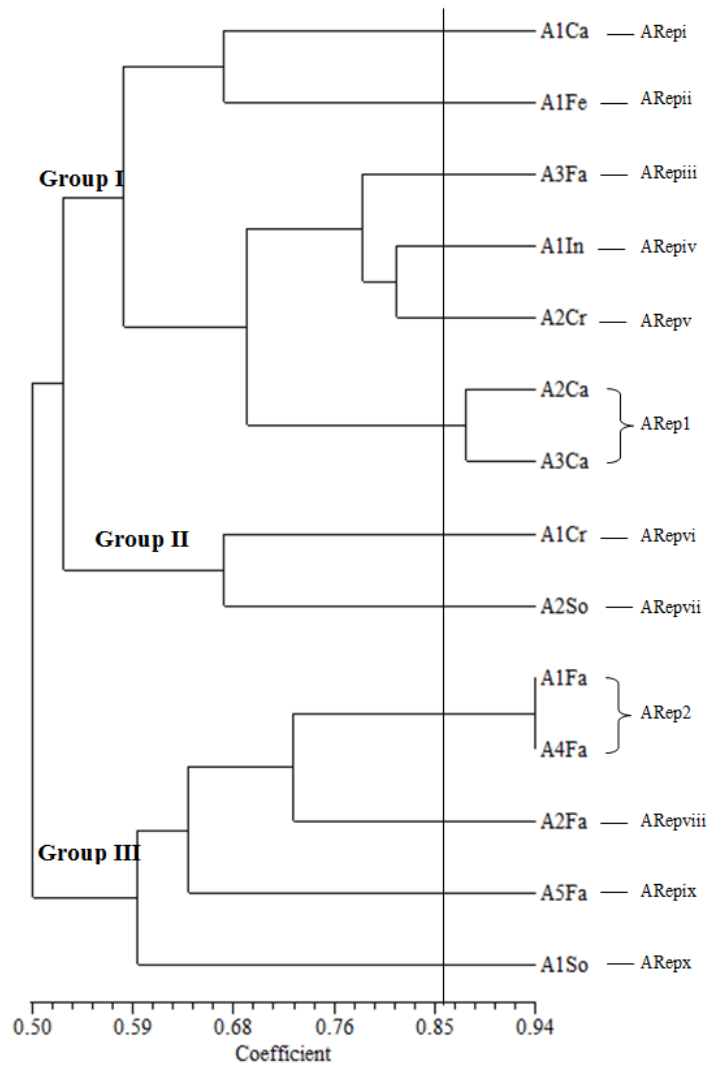 A1Ca ARepi
A1Fe ARepii
Group I
A3Fa ARepiii
A1In ARepiv
A2Cr ARepv
A2Ca
ARep1
A3Ca
Group II
A1Cr ARepvi
A2So ARepvii
A1Fa
ARep2
A4Fa
A2Fa ARepviii
Group III
A5Fa ARepix
A1So ARepx
0.50 0.59 0.68 0.76 0.85 0.94
Coefficient